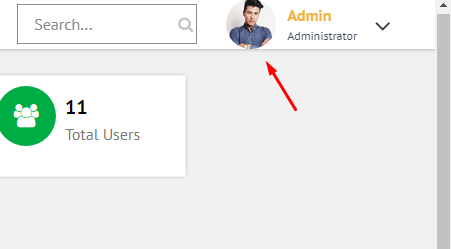 Search...
Admin
Administrator
11
Total Users